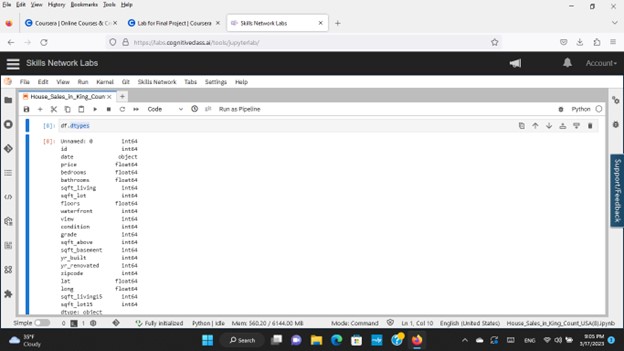 File Edit View History Bookmarks Tools Help
Coursera | Online Courses & C
Lab for Final Project | Coursera
Skills Network Labs
https://labs.cognitiveclass.ai/tools/jupyterlab/
Skills Network Labs
Account
File Edit View Run Kernel Git Skills Network Tabs Settings Help
House_Sales_in_King_Count
Code
Run as Pipeline
Python
[8]: df.dtypes
[8]: Unnamed: 0 int64
id int64
date object
price float64
bedrooms float64
bathrooms float64
sqft_living int64
sqft_lot int64
floors float64
waterfront int64
view int64
condition int64
grade int64
sqft_above int64
sqft_basement int64
yr_built int64
yr_renovated int64
zipcode int64
lat float64
long float64
sqft_living15 int64
sqft_lot15 int64
dtype: object
Support/Feedback
Simple 0 1 Fully initialized Python | Idle Mem: 560.20 / 6144.00 MB Mode: Command Ln 1, Col 10 English (United States) House_Sales_in_King_Count_USA(8).ipynb
Cloudy
Search
ENG
9:05 PM
3/17/2023